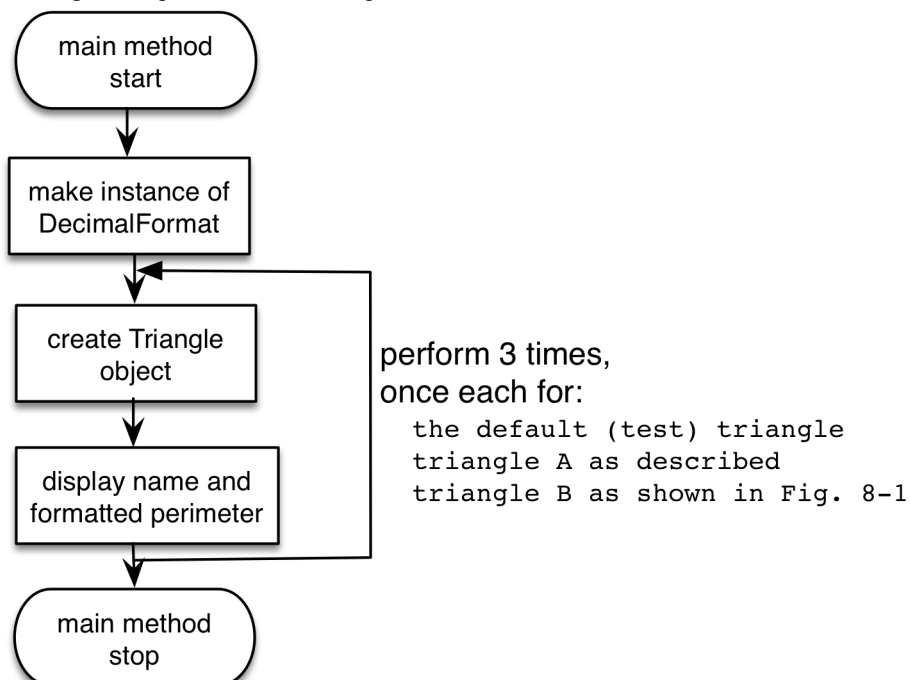 main method
start
make instance of
DecimalFormat
create Triangle
object
perform 3 times,
once each for:
the default (test) triangle
triangle A as described
triangle B as shown in Fig. 8-1
display name and
formatted perimeter
main method
stop